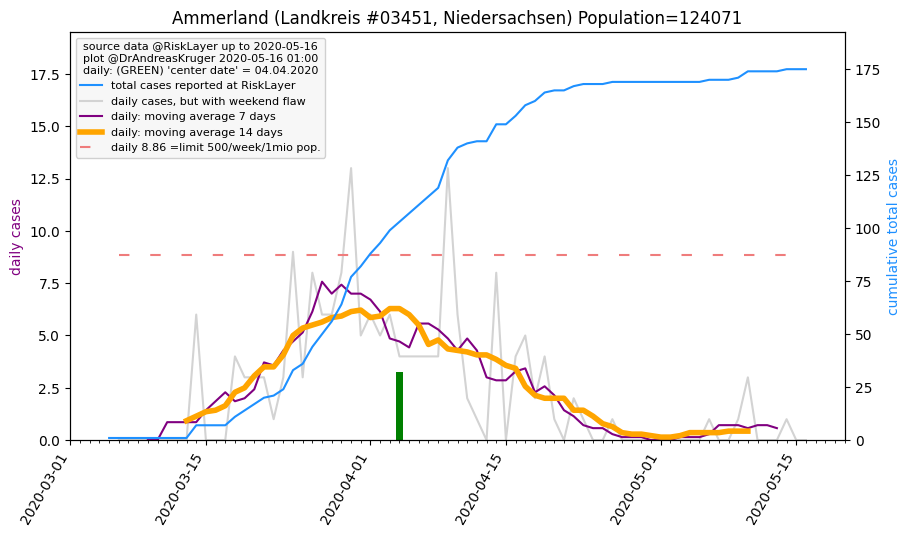 Ammerland (Landkreis #03451, Niedersachsen) Population=124071
source data @RiskLayer up to 2020-05-16
plot @DrAndreasKruger 2020-05-16 01:00
daily: (GREEN) 'center date' = 04.04.2020
total cases reported at RiskLayer
daily cases, but with weekend flaw
daily: moving average 7 days
daily: moving average 14 days
daily 8.86 =limit 500/week/1mio pop.
daily cases
17.5
15.0
12.5
10.0
7.5
5.0
2.5
0.0
175
150
125
100
75
50
25
0
cumulative total cases
2020-03-01
2020-03-15
2020-04-01
2020-04-15
2020-05-01
2020-05-15